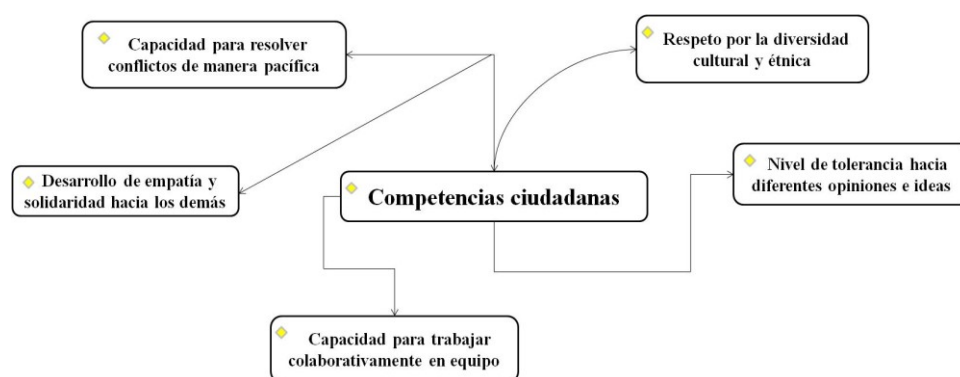 Capacidad para resolver
conflictos de manera pacífica
Respeto por la diversidad
cultural y étnica
Desarrollo de empatía y
solidaridad hacia los demás
Competencias ciudadanas
Nivel de tolerancia hacia
diferentes opiniones e ideas
Capacidad para trabajar
colaborativamente en equipo